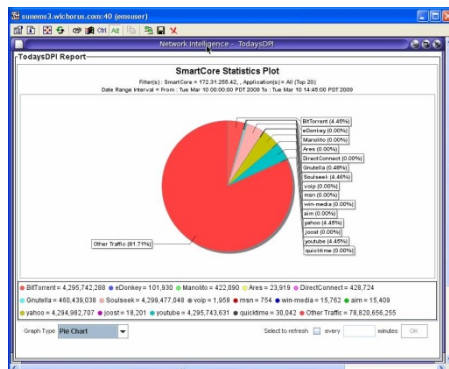 sunems3.wichorus.com:40 (emsuser)
Ctrl Alt
Network Intelligence - TodaysDPI
TodaysDPI Report
SmartCore Statistics Plot
Filter(s) : SmartCore = 172.31.255.42, , Application(s) = All (Top 20)
Date Range Interval = From : Tue Mar 10 00:00:00 PDT 2009 To : Tue Mar 10 14:45:00 PDT 2009
BitTorrent (4.45%)
eDonkey (0.00%)
Manolito (0.00%)
Ares (0.00%)
DirectConnect (0.00%)
Gnutella (0.48%)
Soulseek (4.46%)
voip (0.00%)
msn (0.00%)
win-media (0.00%)
aim (0.00%)
yahoo (4.45%)
joost (0.00%)
youtube (4.45%)
quicktime (0.00%)
Other Traffic (81.71%)
BitTorrent = 4,295,742,288 eDonkey = 101,930 Manolito = 422,090 Ares = 23,919 DirectConnect = 428,724
Gnutella = 460,439,038 Soulseek = 4,299,477,048 voip = 1,958 msn = 754 win-media = 15,762 aim = 15,409
yahoo = 4,294,982,707 joost = 18,201 youtube = 4,295,743,631 quicktime = 30,042 Other Traffic = 78,820,656,255
Graph Type Pie Chart Select to refresh every minutes OK